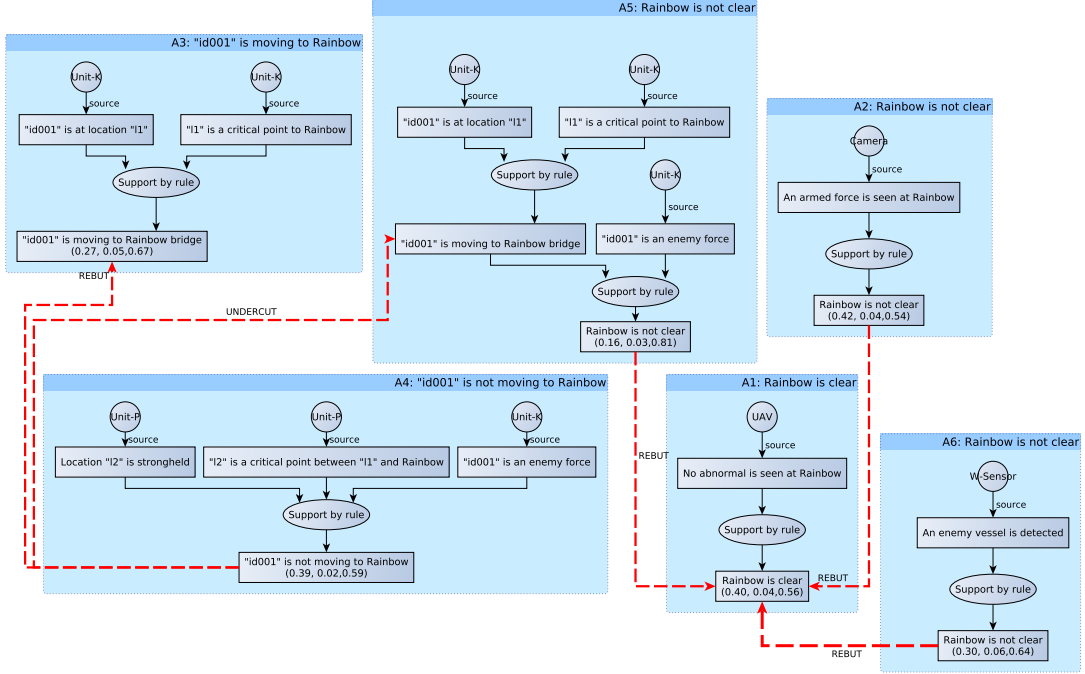 A3: "id001" is moving to Rainbow
Unit-K
Unit-K
source
source
"id001" is at location "l1"
"l1" is a critical point to Rainbow
Support by rule
"id001" is moving to Rainbow bridge
(0.27, 0.05,0.67)
REBUT
UNDERCUT
A5: Rainbow is not clear
Unit-K
Unit-K
source
source
"id001" is at location "l1"
"l1" is a critical point to Rainbow
Support by rule
Unit-K
source
"id001" is moving to Rainbow bridge
"id001" is an enemy force
Support by rule
Rainbow is not clear
(0.16, 0.03,0.81)
A2: Rainbow is not clear
Camera
source
An armed force is seen at Rainbow
Support by rule
Rainbow is not clear
(0.42, 0.04,0.54)
A4: "id001" is not moving to Rainbow
Unit-P
Unit-P
Unit-K
source
source
source
Location "l2" is strongheld
"l2" is a critical point between "l1" and Rainbow
"id001" is an enemy force
Support by rule
"id001" is not moving to Rainbow
(0.39, 0.02,0.59)
REBUT
A1: Rainbow is clear
UAV
source
No abnormal is seen at Rainbow
Support by rule
Rainbow is clear
(0.40, 0.04,0.56)
REBUT
REBUT
A6: Rainbow is not clear
W-Sensor
source
An enemy vessel is detected
Support by rule
Rainbow is not clear
(0.30, 0.06,0.64)